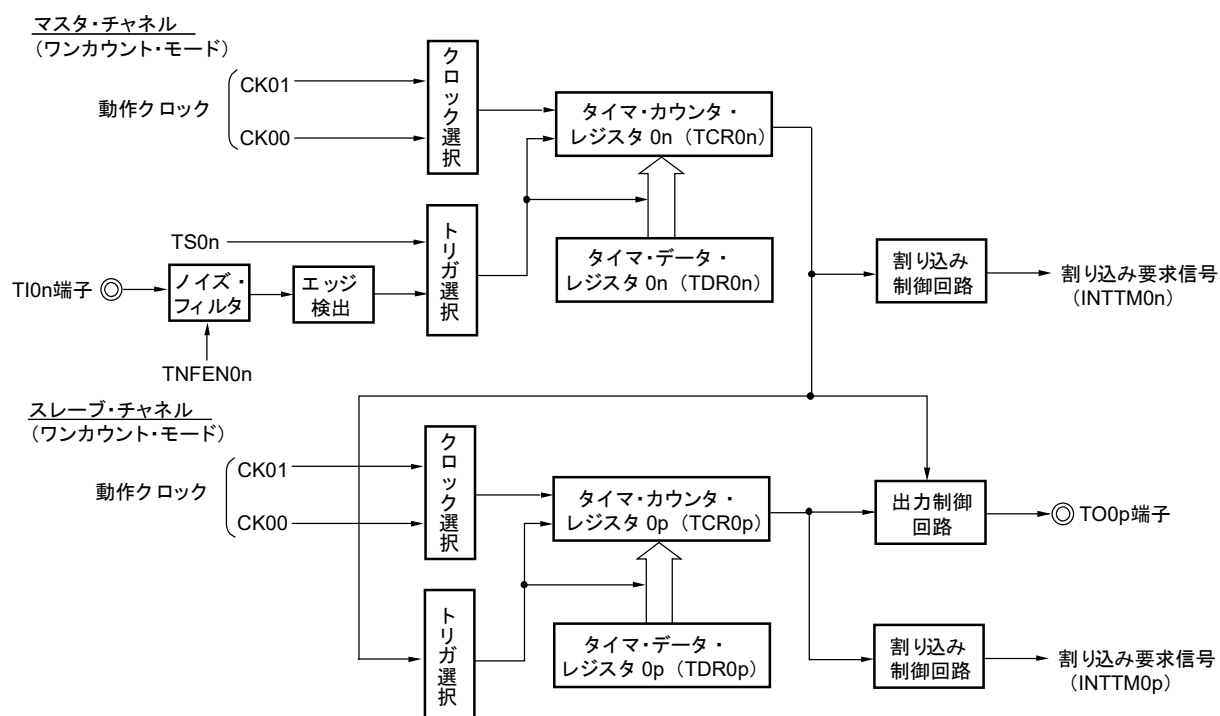 マスタ・チャネル
(ワンカウント・モード)
動作クロック
CK01
CK00
クロック選択
タイマ・カウンタ・
レジスタ 0n (TCR0n)
TS0n
トリガ選択
タイマ・データ・
レジスタ 0n (TDR0n)
TI0n端子
ノイズ・
フィルタ
エッジ
検出
TNFEN0n
割り込み
制御回路
割り込み要求信号
(INTTM0n)
スレーブ・チャネル
(ワンカウント・モード)
動作クロック
CK01
CK00
クロック選択
タイマ・カウンタ・
レジスタ 0p (TCR0p)
出力制御
回路
TO0p端子
トリガ選択
タイマ・データ・
レジスタ 0p (TDR0p)
割り込み
制御回路
割り込み要求信号
(INTTM0p)